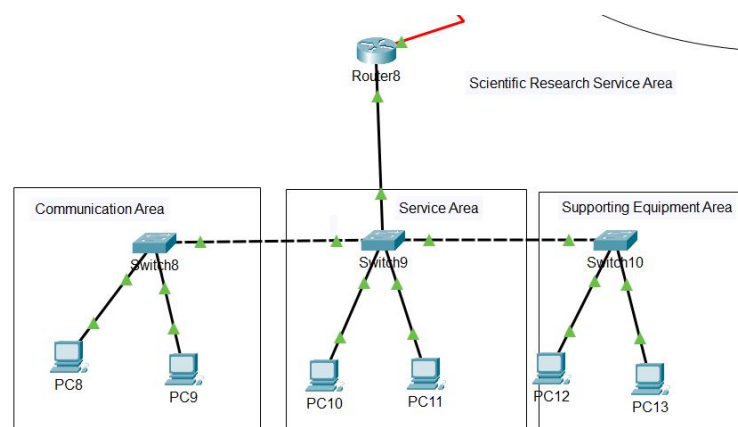 Router8
Scientific Research Service Area
Communication Area
Service Area
Supporting Equipment Area
Switch8
Switch9
Switch10
PC8
PC9
PC10
PC11
PC12
PC13